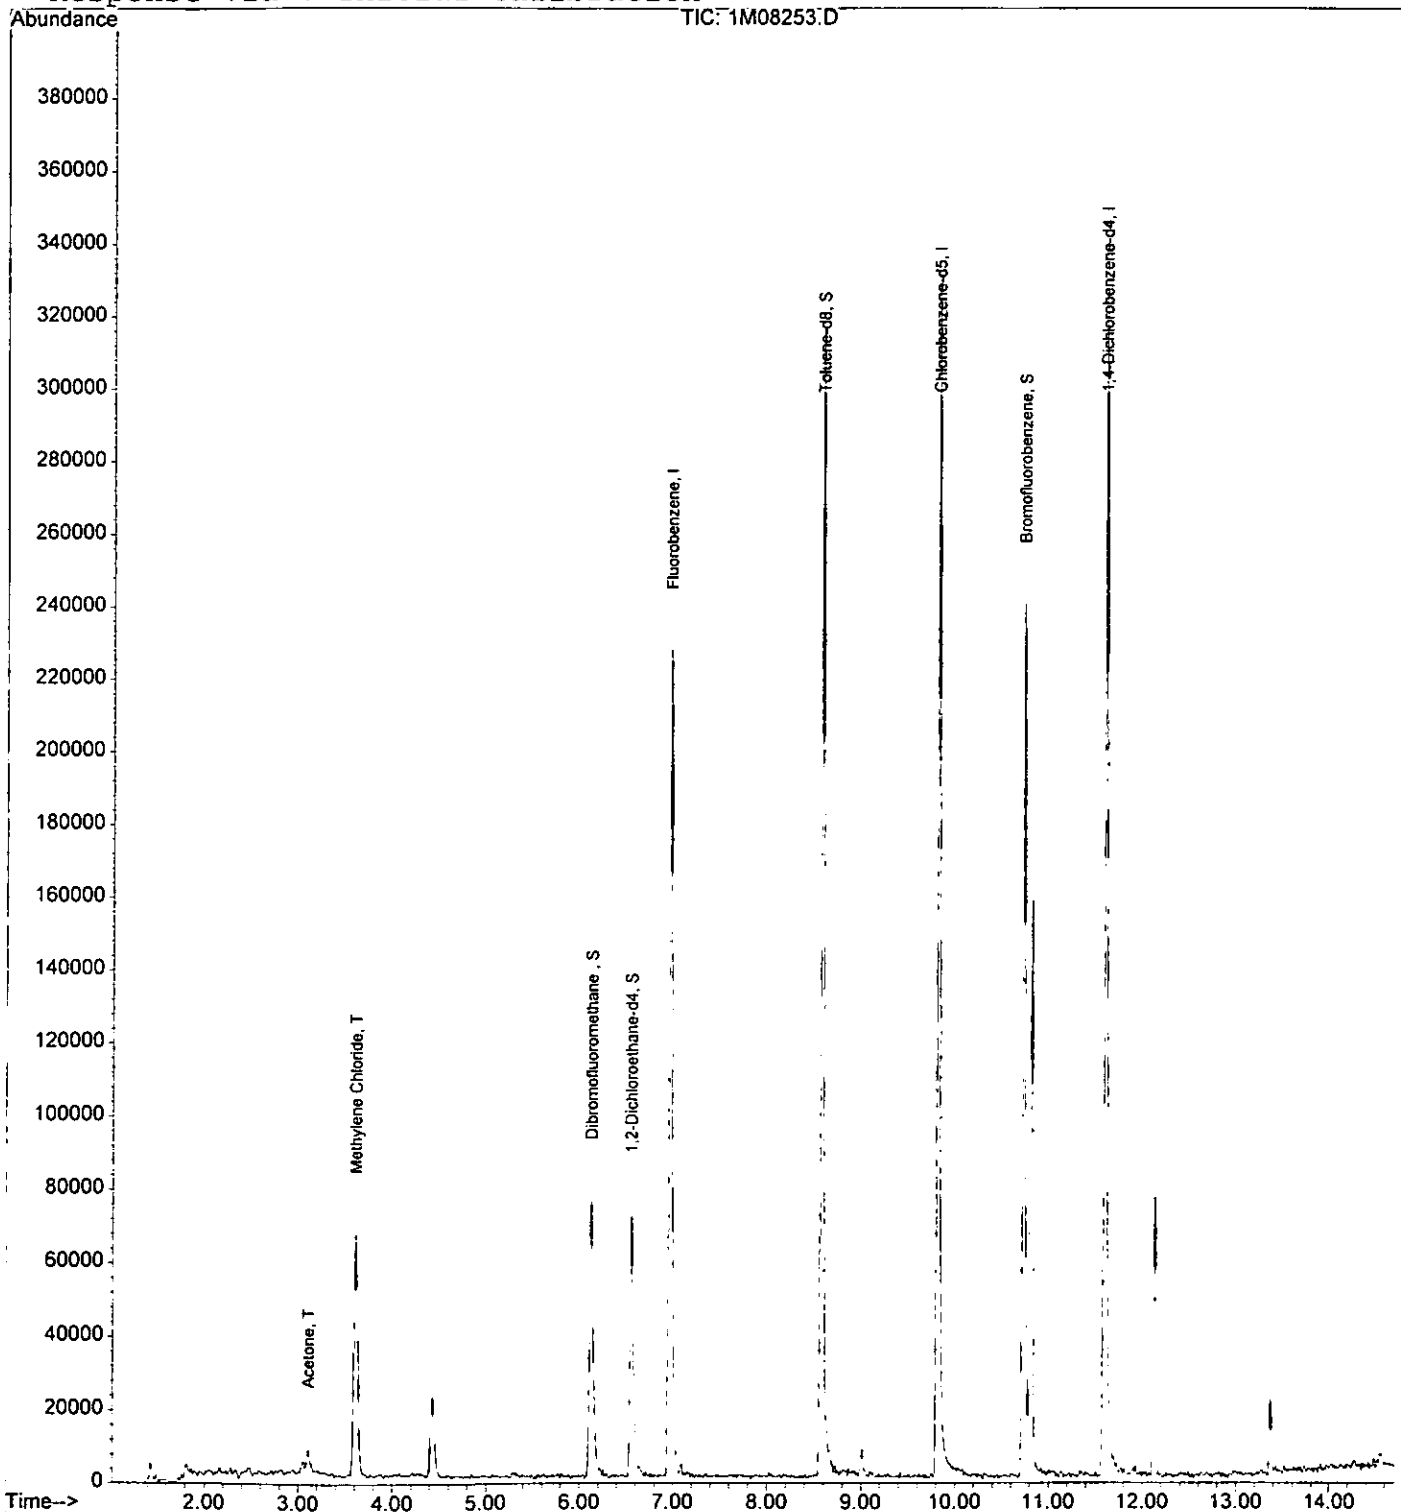 Abundance
TIC: 1M08253.D
380000
360000
340000
320000
300000
280000
260000
240000
220000
200000
180000
160000
140000
120000
100000
80000
60000
40000
20000
0
Acetone, T
Methylene Chloride, T
Dibromofluoromethane , S
1,2-Dichloroethane-d4, S
Fluorobenzene, I
Toluene-d8, S
Chlorobenzene-d5, I
Bromofluorobenzene, S
1,4-Dichlorobenzene-d4, I
Time--> 2.00 3.00 4.00 5.00 6.00 7.00 8.00 9.00 10.00 11.00 12.00 13.00 14.00